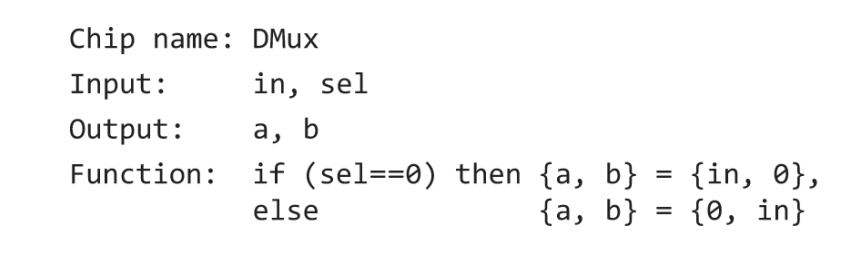 Chip name: DMux
Input: in, sel
Output: a, b
Function: if (sel==0) then {a, b} = {in, 0},
else {a, b} = {0, in}